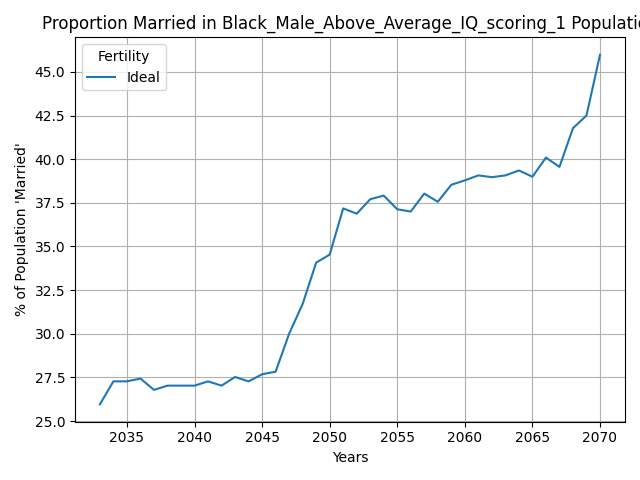 Proportion Married in Black_Male_Above_Average_IQ_scoring_1 Populatio
Fertility
Ideal
% of Population 'Married'
45.0
42.5
40.0
37.5
35.0
32.5
30.0
27.5
25.0
2035 2040 2045 2050 2055 2060 2065 2070
Years